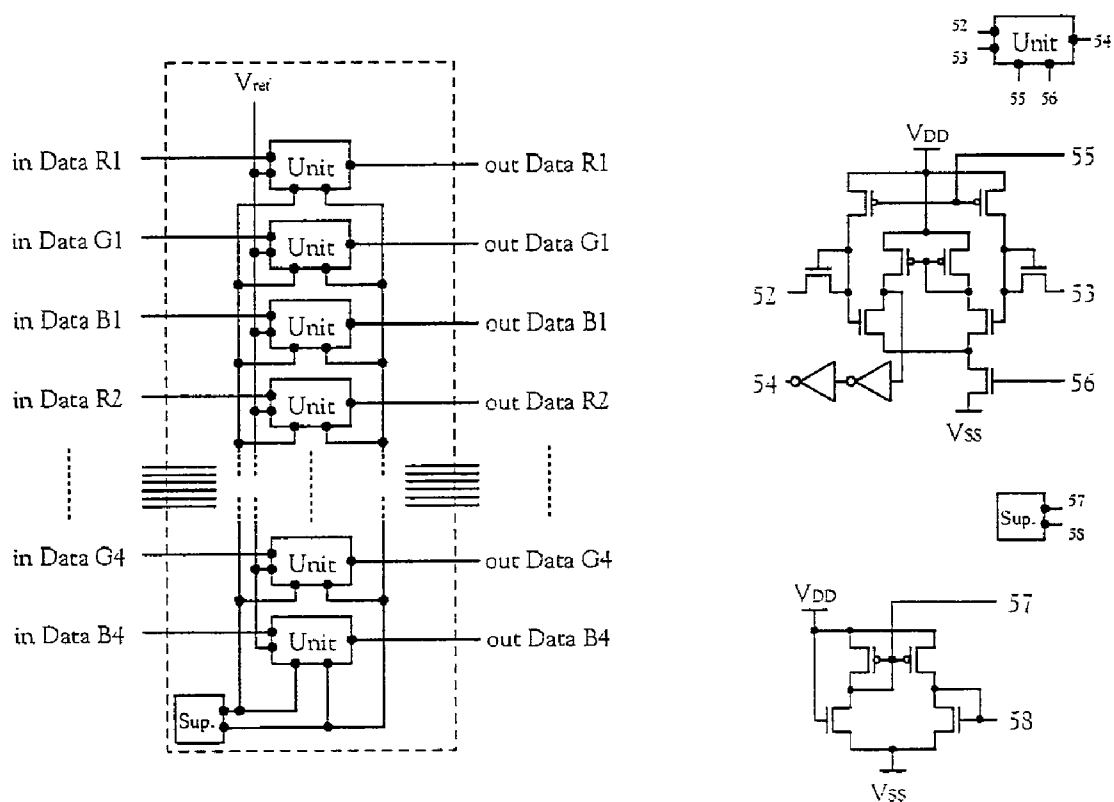 Vref
in Data R1
Unit
out Data R1
in Data G1
Unit
out Data G1
in Data B1
Unit
out Data B1
in Data R2
Unit
out Data R2
in Data G4
Unit
out Data G4
in Data B4
Unit
out Data B4
Sup.
52
53
Unit
54
55
56
VDD
55
52
53
54
56
VSS
Sup.
57
58
VDD
57
58
VSS